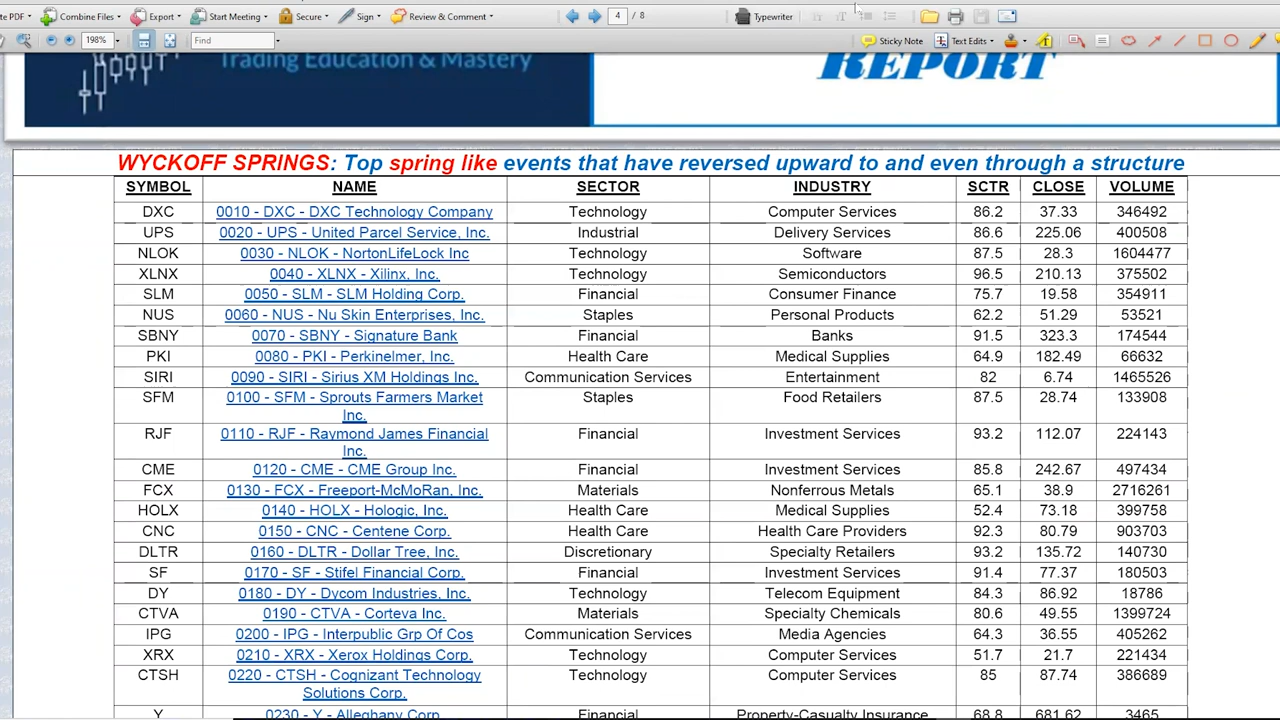 te PDF Combine Files Export Start Meeting Secure Sign Review & Comment 4 / 8 Typewriter
198% Find Sticky Note Text Edits
Trading Education & Mastery
REPORT
WYCKOFF SPRINGS: Top spring like events that have reversed upward to and even through a structure
SYMBOL NAME SECTOR INDUSTRY SCTR CLOSE VOLUME
DXC 0010 - DXC - DXC Technology Company Technology Computer Services 86.2 37.33 346492
UPS 0020 - UPS - United Parcel Service, Inc. Industrial Delivery Services 86.6 225.06 400508
NLOK 0030 - NLOK - NortonLifeLock Inc Technology Software 87.5 28.3 1604477
XLNX 0040 - XLNX - Xilinx, Inc. Technology Semiconductors 96.5 210.13 375502
SLM 0050 - SLM - SLM Holding Corp. Financial Consumer Finance 75.7 19.58 354911
NUS 0060 - NUS - Nu Skin Enterprises, Inc. Staples Personal Products 62.2 51.29 53521
SBNY 0070 - SBNY - Signature Bank Financial Banks 91.5 323.3 174544
PKI 0080 - PKI - Perkinelmer, Inc. Health Care Medical Supplies 64.9 182.49 66632
SIRI 0090 - SIRI - Sirius XM Holdings Inc. Communication Services Entertainment 82 6.74 1465526
SFM 0100 - SFM - Sprouts Farmers Market Staples Food Retailers 87.5 28.74 133908
Inc.
RJF 0110 - RJF - Raymond James Financial Financial Investment Services 93.2 112.07 224143
Inc.
CME 0120 - CME - CME Group Inc. Financial Investment Services 85.8 242.67 497434
FCX 0130 - FCX - Freeport-McMoRan, Inc. Materials Nonferrous Metals 65.1 38.9 2716261
HOLX 0140 - HOLX - Hologic, Inc. Health Care Medical Supplies 52.4 73.18 399758
CNC 0150 - CNC - Centene Corp. Health Care Health Care Providers 92.3 80.79 903703
DLTR 0160 - DLTR - Dollar Tree, Inc. Discretionary Specialty Retailers 93.2 135.72 140730
SF 0170 - SF - Stifel Financial Corp. Financial Investment Services 91.4 77.37 180503
DY 0180 - DY - Dycom Industries, Inc. Technology Telecom Equipment 84.3 86.92 18786
CTVA 0190 - CTVA - Corteva Inc. Materials Specialty Chemicals 80.6 49.55 1399724
IPG 0200 - IPG - Interpublic Grp Of Cos Communication Services Media Agencies 64.3 36.55 405262
XRX 0210 - XRX - Xerox Holdings Corp. Technology Computer Services 51.7 21.7 221434
CTSH 0220 - CTSH - Cognizant Technology Technology Computer Services 85 87.74 386689
Solutions Corp.
Y 0230 - Y - Alleghany Corp. Financial Property-Casualty Insurance 68.8 681.62 3465